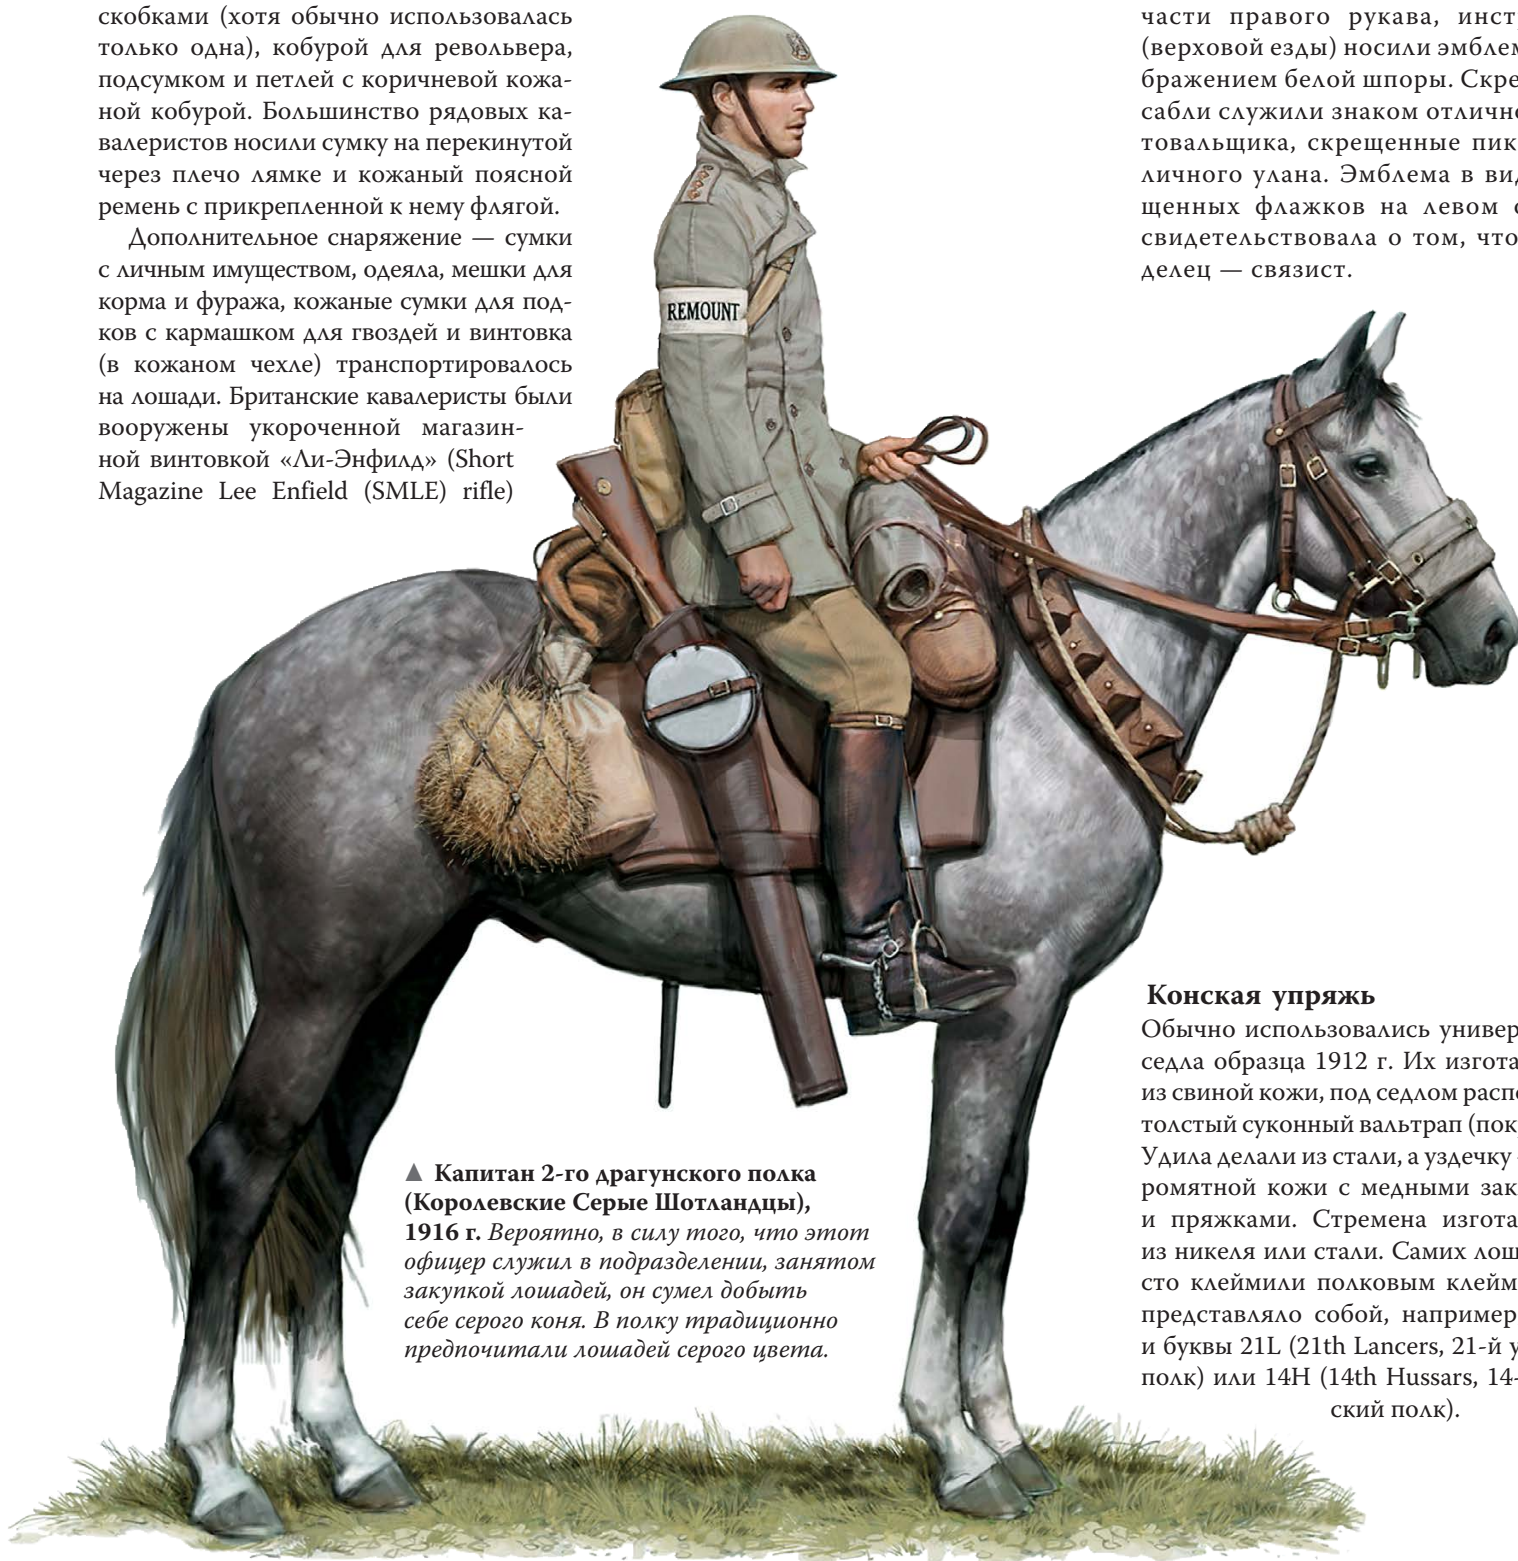 скобками (хотя обычно использовалась
только одна), кобурой для револьвера,
подсумком и петлей с коричневой кожа-
ной кобурой. Большинство рядовых ка-
валеристов носили сумку на перекинутой
через плечо лямке и кожаный поясной
ремень с прикрепленной к нему флягой.
Дополнительное снаряжение — сумки
с личным имуществом, одеяла, мешки для
корма и фуража, кожаные сумки для под-
ков с кармашком для гвоздей и винтовка
(в кожаном чехле) транспортировалось
на лошади. Британские кавалеристы были
вооружены укороченной магазин-
ной винтовкой «Ли-Энфилд» (Short
Magazine Lee Enfield (SMLE) rifle)
REMOUNT
▲ Капитан 2-го драгунского полка
(Королевские Серые Шотландцы),
1916 г. Вероятно, в силу того, что этот
офицер служил в подразделении, занятом
закупкой лошадей, он сумел добыть
себе серого коня. В полку традиционно
предпочитали лошадей серого цвета.
части правого рукава, инст
(верховой езды) носили эмблем
бражением белой шпоры. Скре
сабли служили знаком отличн
товальщика, скрещенные пик
личного улана. Эмблема в вид
щенных флажков на левом
свидетельствовала о том, что
делец — связист.
Конская упряжь
Обычно использовались универ
седла образца 1912 г. Их изгота
из свиной кожи, под седлом расп
толстый суконный вальтрап (пок
Удила делали из стали, а уздечку
ромятной кожи с медными зак
и пряжками. Стремена изгота
из никеля или стали. Самих лош
сто клеймили полковым клейм
представляло собой, например
и буквы 21L (21th Lancers, 21-й у
полк) или 14H (14th Hussars, 14-
ский полк).